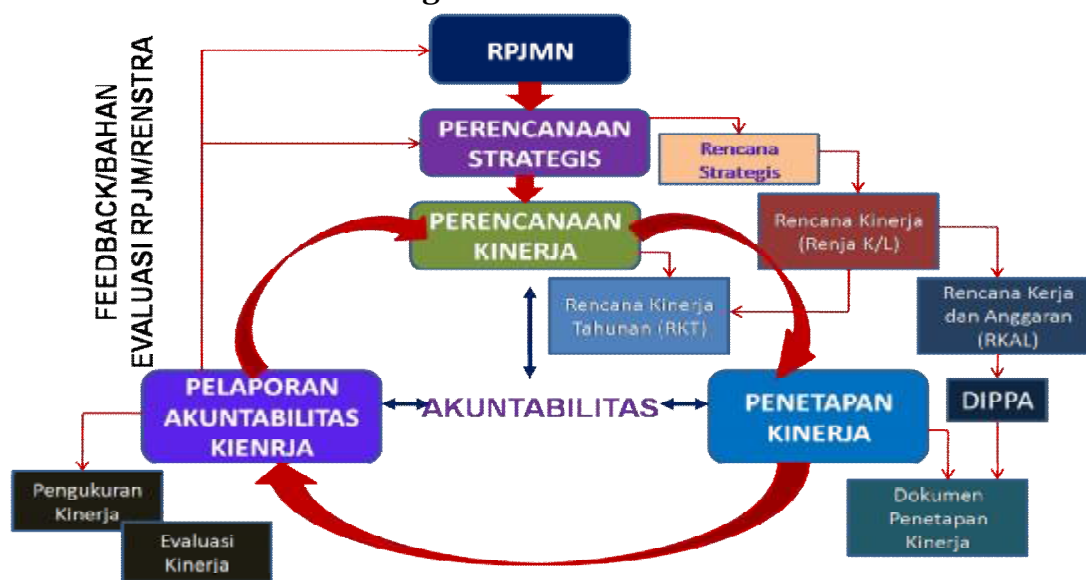 FEEDBACK/BAHAN
EVALUASI RPJM/RENSTRA
RPJMN
PERENCANAAN
STRATEGIS
Rencana
Strategis
PERENCANAAN
KINERJA
Rencana Kinerja
(Renja K/L)
Rencana Kinerja
Tahunan (RKT)
Rencana Kerja
dan Anggaran
(RKAL)
PELAPORAN
AKUNTABILITAS
KIENRJA
AKUNTABILITAS
PENETAPAN
KINERJA
DIPPA
Pengukuran
Kinerja
Evaluasi
Kinerja
Dokumen
Penetapan
Kinerja